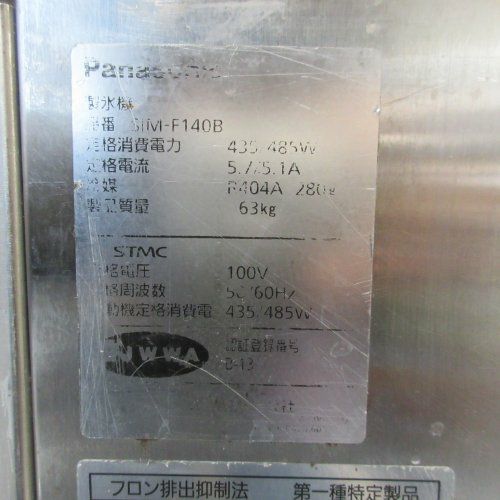 Panasonic
製氷機
品番 SIM-F140B
定格消費電力 435/485W
定格電流 5.7/5.1A
冷媒 R404A 280g
製品質量 63kg
STMC
定格電圧 100V
定格周波数 50/60Hz
電動機定格消費電 435/485W
JWWA 認証登録番号
D-13
フロン排出抑制法 第一種特定製品